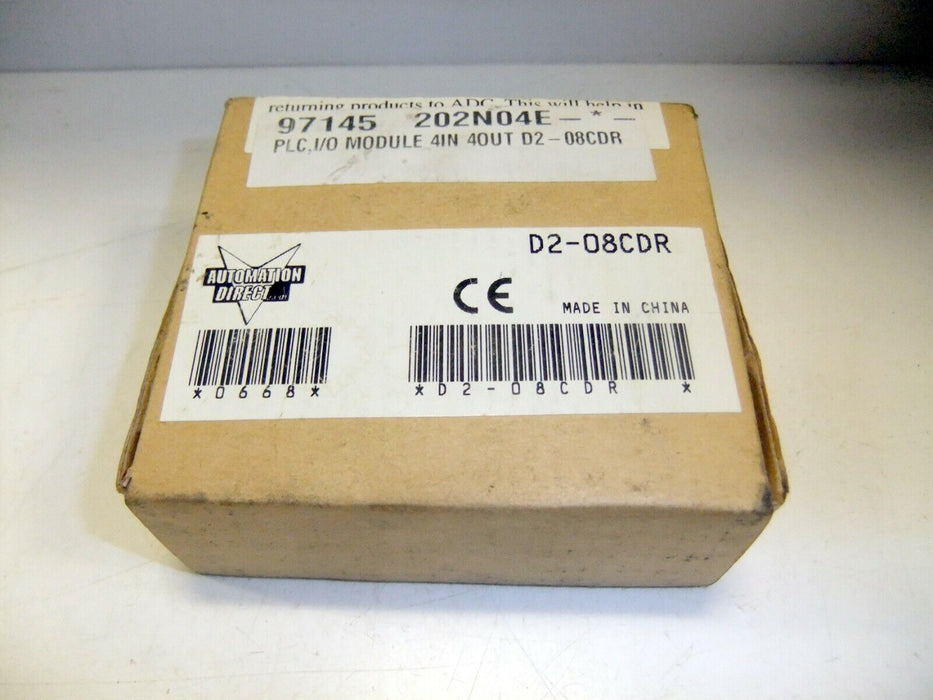 returning products to ADC. This will help in
97145 202N04E - * -
PLC, I/O MODULE 4IN 4OUT D2-08CDR
D2-08CDR
AUTOMATION
DIRECT
CE
MADE IN CHINA
*0668*
*D2-08CDR *